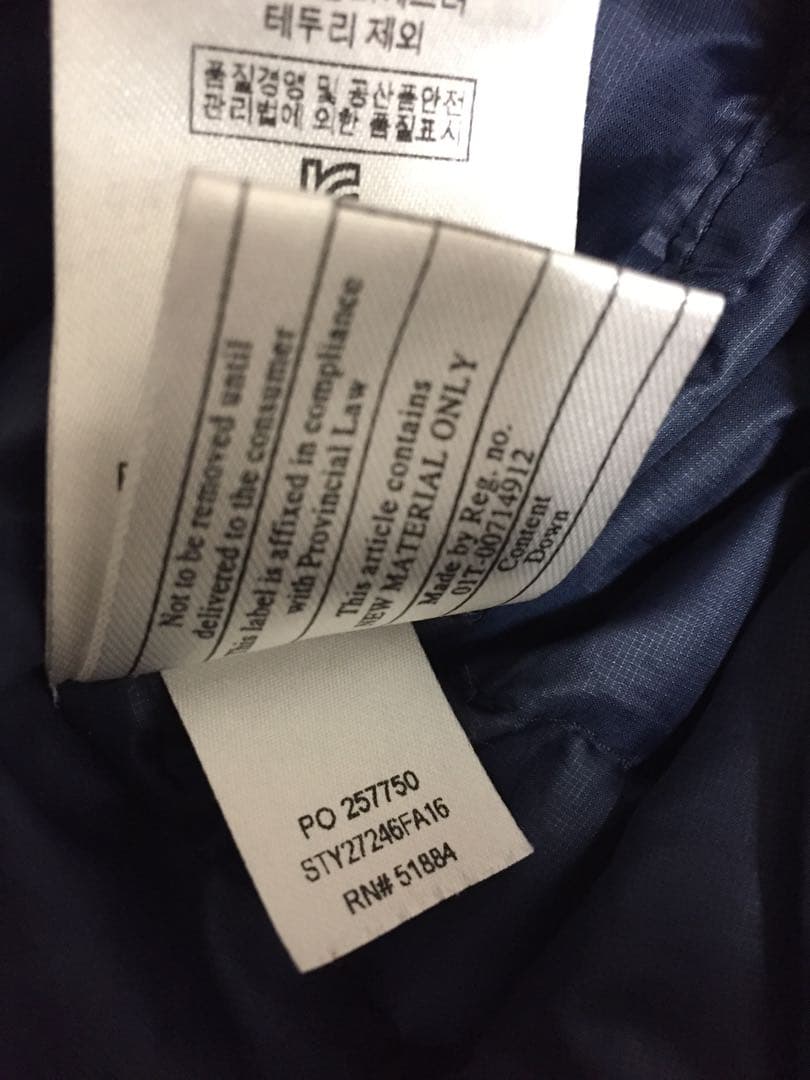 테두리 제외
품질경영 및 공산품안전
관리법에 의한 품질표시
Not to be removed until
delivered to the consumer
This label is affixed in compliance
with Provincial Law
This article contains
NEW MATERIAL ONLY
Made by Reg. no.
01T-00714912
Content
Down
PO 257750
STY27246FA16
RN# 51884